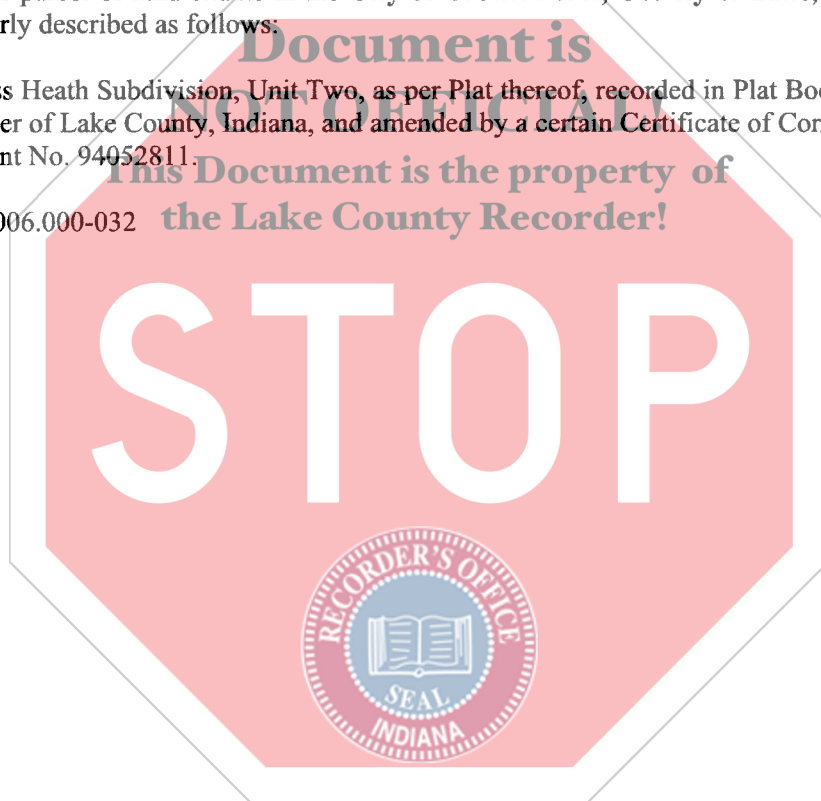 rly described as follows:
Document is
s Heath Subdivision, Unit Two, as per Plat thereof, recorded in Plat Boo
NOT OFFICIAL!
er of Lake County, Indiana, and amended by a certain Certificate of Cor
nt No. 94052811.
This Document is the property of
006.000-032
the Lake County Recorder!
STOP
RECORDER'S OFFICE
SEAL
INDIANA